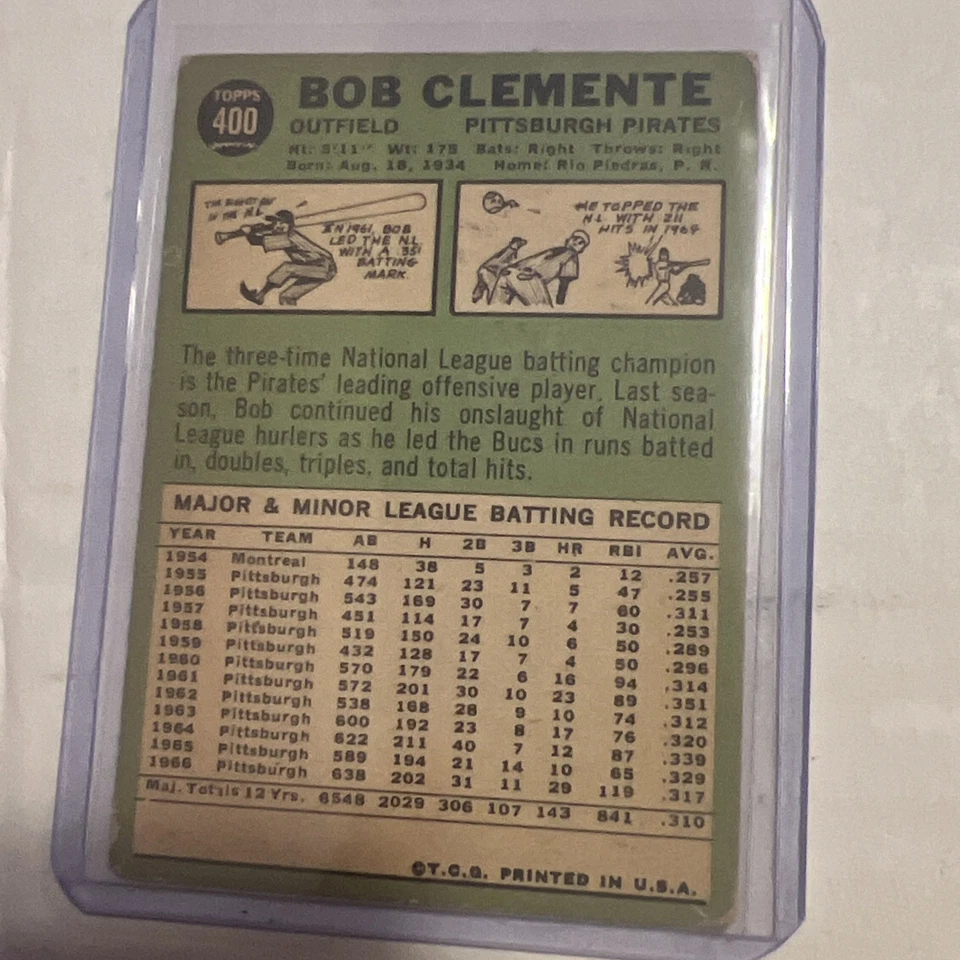 TOPPS
400
BOB CLEMENTE
OUTFIELD PITTSBURGH PIRATES
Ht: 5'11" Wt: 175 Bats: Right Throws: Right
Born: Aug. 18, 1934 Home: Rio Piedras, P. R.
IN THE N.L.
IN 1961, BOB
LED THE N.L.
WITH A .351
BATTING
MARK.
HE TOPPED THE
N.L. WITH 211
HITS IN 1964
The three-time National League batting champion
is the Pirates' leading offensive player. Last sea-
son, Bob continued his onslaught of National
League hurlers as he led the Bucs in runs batted
in, doubles, triples, and total hits.
MAJOR & MINOR LEAGUE BATTING RECORD
YEAR TEAM AB H 2B 3B HR RBI AVG.
1954 Montreal 148 38 5 3 2 12 .257
1955 Pittsburgh 474 121 23 11 5 47 .255
1956 Pittsburgh 543 169 30 7 7 60 .311
1957 Pittsburgh 451 114 17 7 4 30 .253
1958 Pittsburgh 519 150 24 10 6 50 .289
1959 Pittsburgh 432 128 17 7 4 50 .296
1960 Pittsburgh 570 179 22 6 16 94 .314
1961 Pittsburgh 572 201 30 10 23 89 .351
1962 Pittsburgh 538 168 28 9 10 74 .312
1963 Pittsburgh 600 192 23 8 17 76 .320
1964 Pittsburgh 622 211 40 7 12 87 .339
1965 Pittsburgh 589 194 21 14 10 65 .329
1966 Pittsburgh 638 202 31 11 29 119 .317
Maj. Totals 12 Yrs. 6548 2029 306 107 143 841 .310
©T.C.G. PRINTED IN U.S.A.